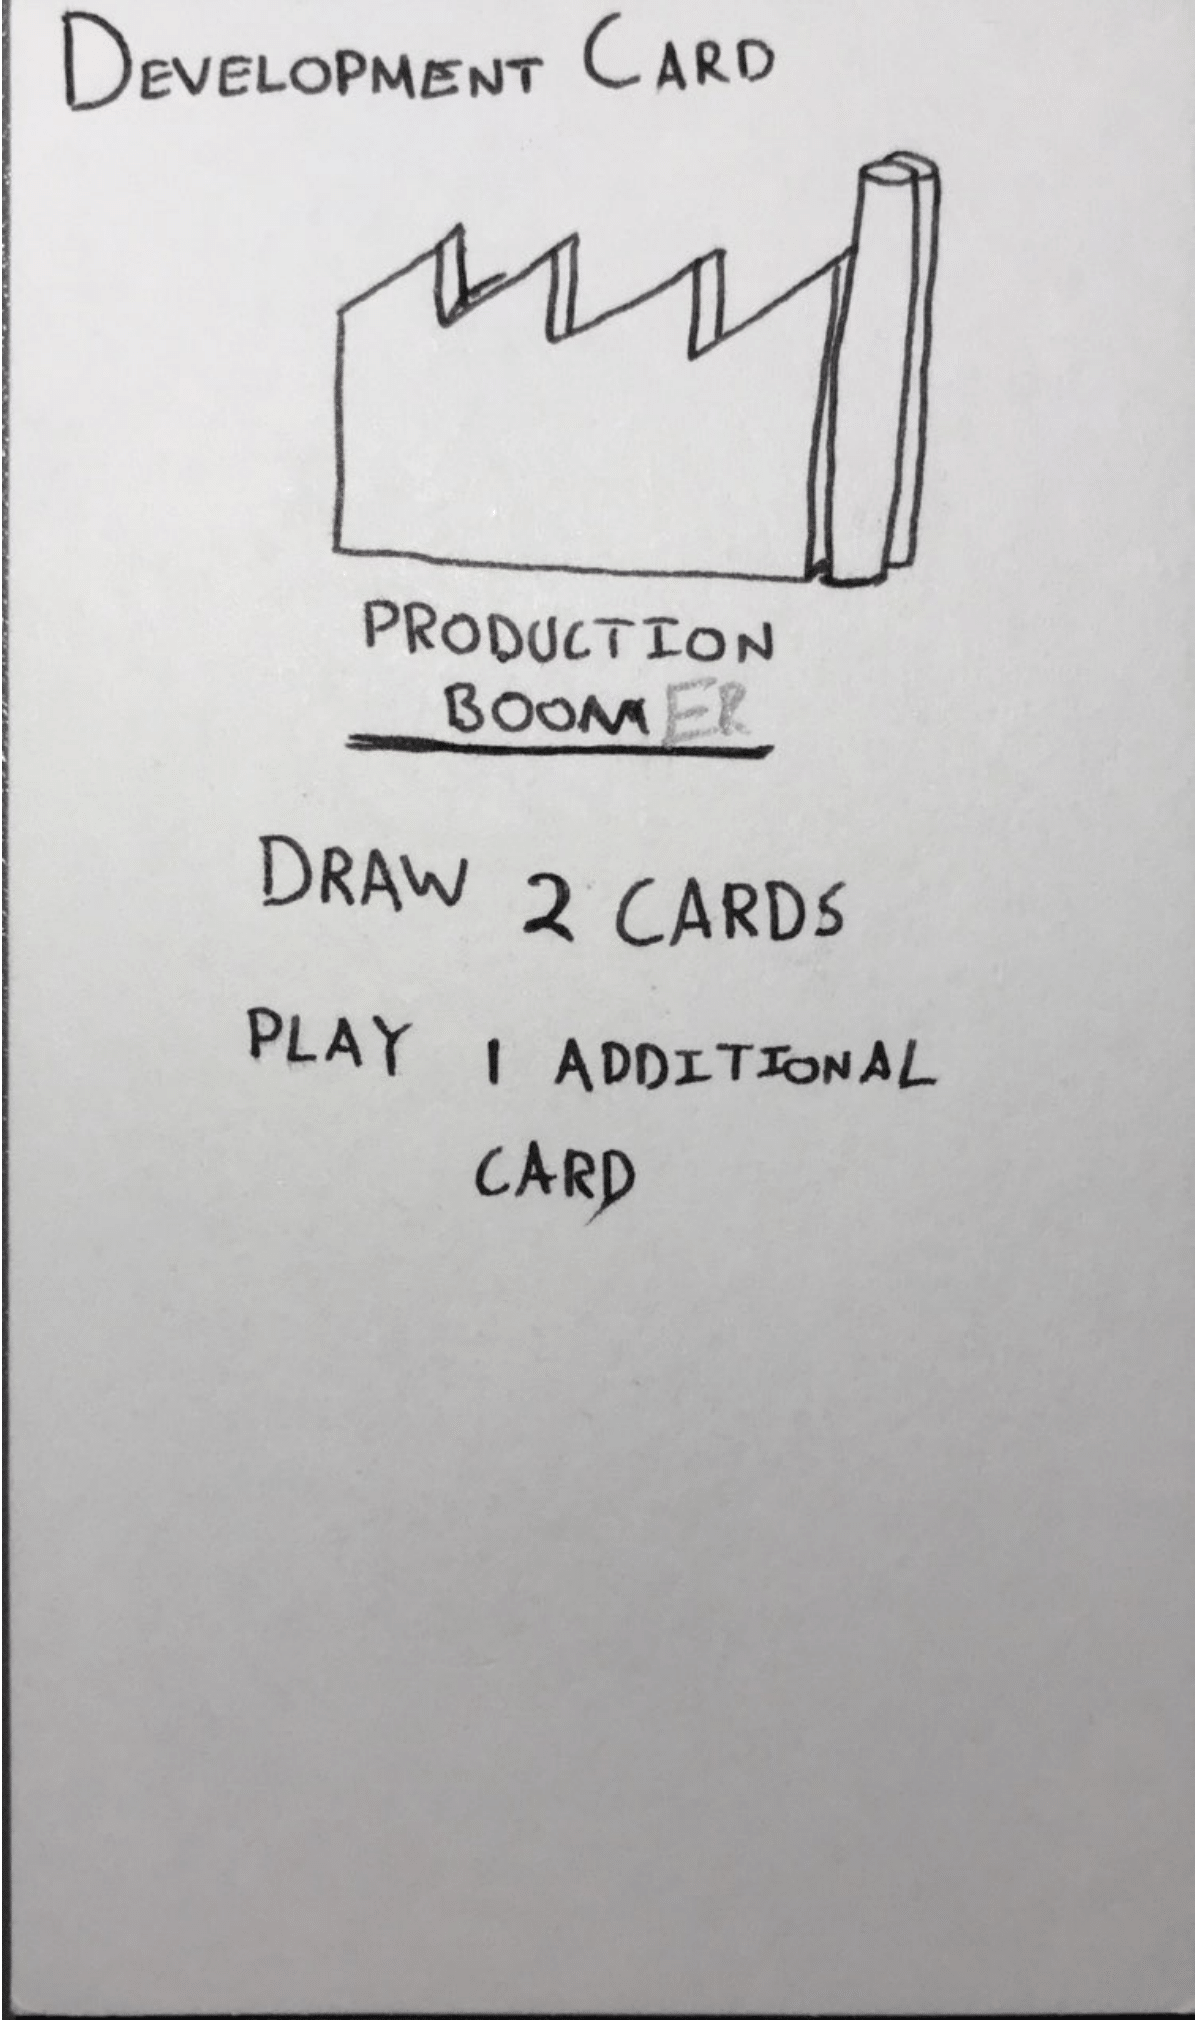 DEVELOPMENT CARD
PRODUCTION
BOOMER
DRAW 2 CARDS
PLAY 1 ADDITIONAL
CARD